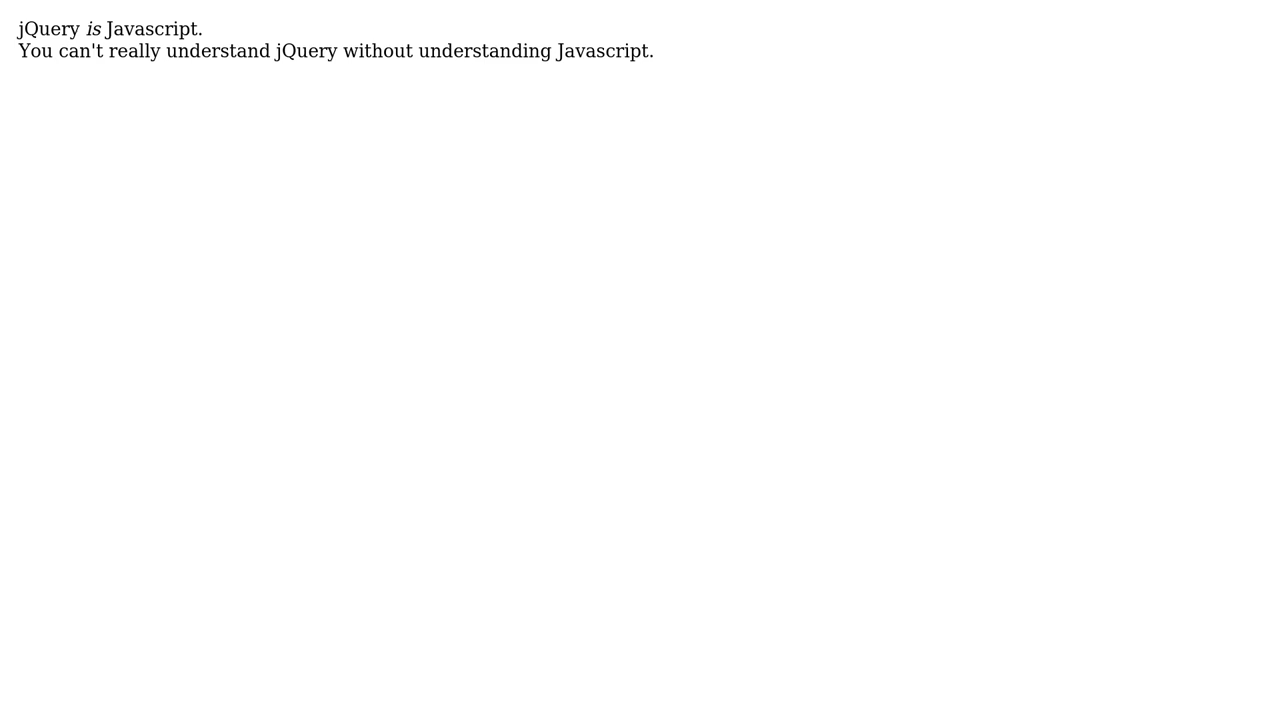 jQuery is Javascript.
You can't really understand jQuery without understanding Javascript.